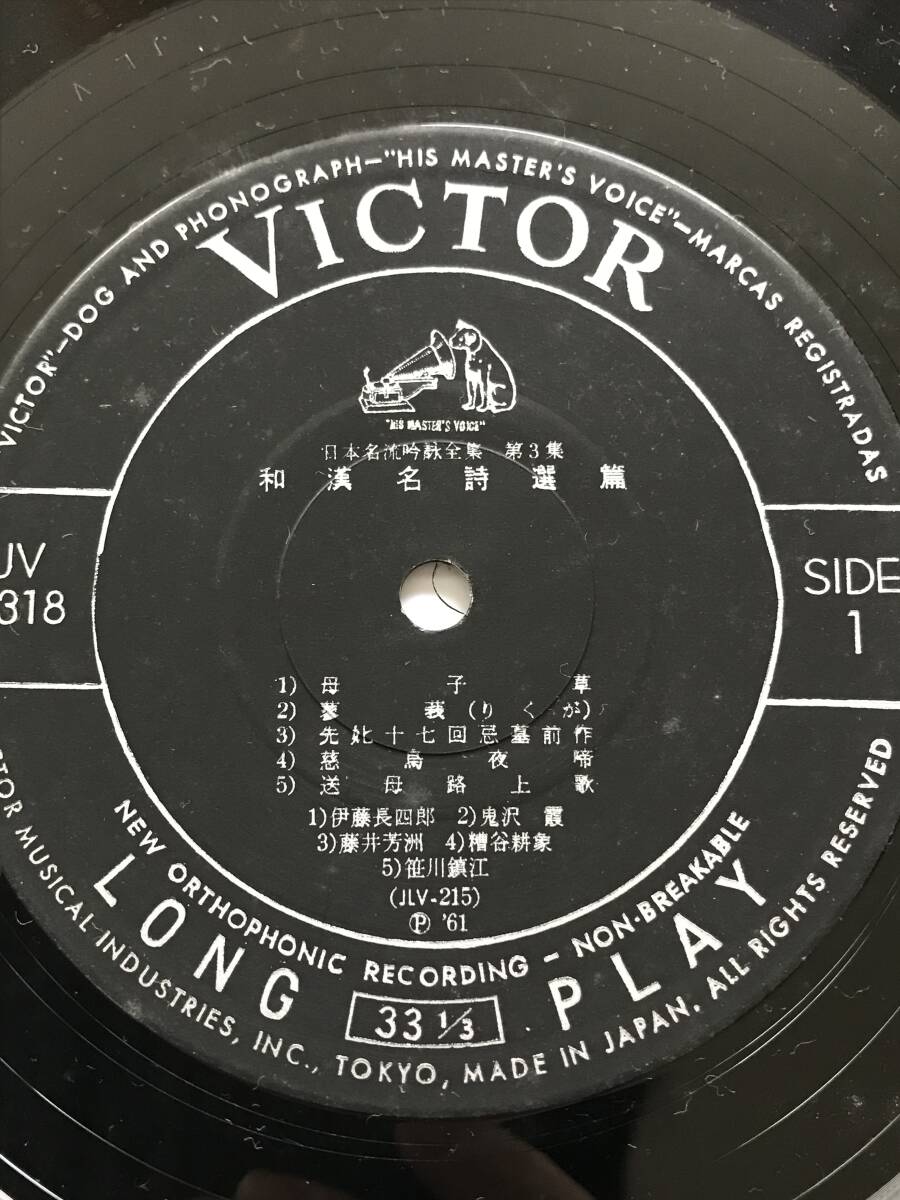 VICTOR"—DOG AND PHONOGRAPH—"HIS MASTER'S VOICE"—MARCAS REGISTRADAS
VICTOR
"HIS MASTER'S VOICE"
日本名流吟詠全集 第3集
和漢名詩選篇
JV
318
SIDE
1
1) 母子草
2) 蓼莪(りくが)
3) 先妣十七回忌墓前作
4) 慈烏夜啼
5) 送母路上歌
1)伊藤長四郎 2)鬼沢 霞
3)藤井芳洲 4)糟谷耕象
5)笹川鎮江
(JLV-215)
Ⓟ '61
NEW ORTHOPHONIC RECORDING – NON-BREAKABLE
LONG PLAY
33 1/3
MUSICAL INDUSTRIES, INC., TOKYO, MADE IN JAPAN. ALL RIGHTS RESERVED
JLV